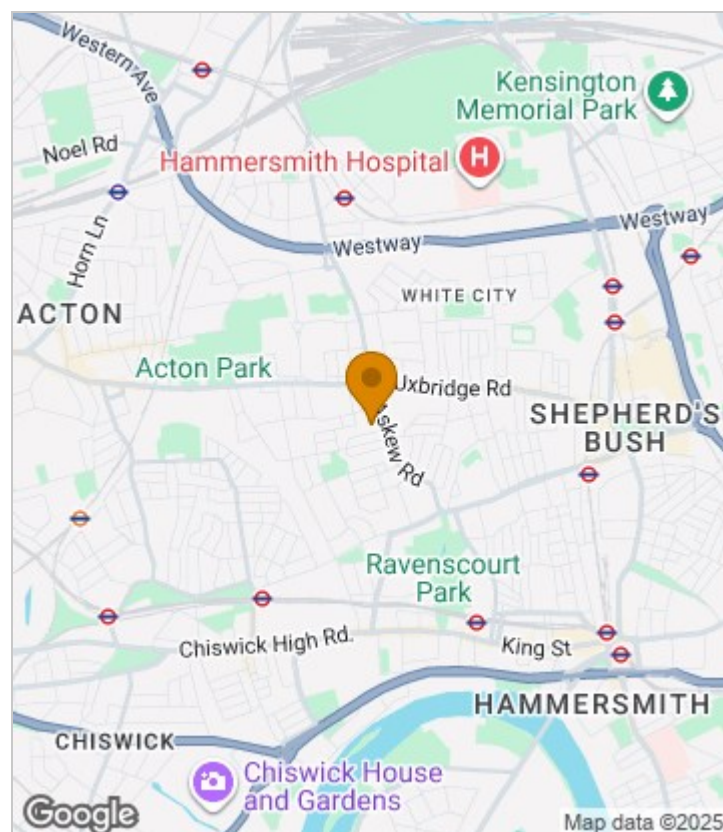 Western Ave
Kensington
Memorial Park
Noel Rd
Hammersmith Hospital
H
Horn Ln
Westway
Westway
WHITE CITY
ACTON
Acton Park
Uxbridge Rd
Askew Rd
SHEPHERD'S
BUSH
Ravenscourt
Park
Chiswick High Rd.
King St
HAMMERSMITH
CHISWICK
Chiswick House
and Gardens
Google
Map data ©2025